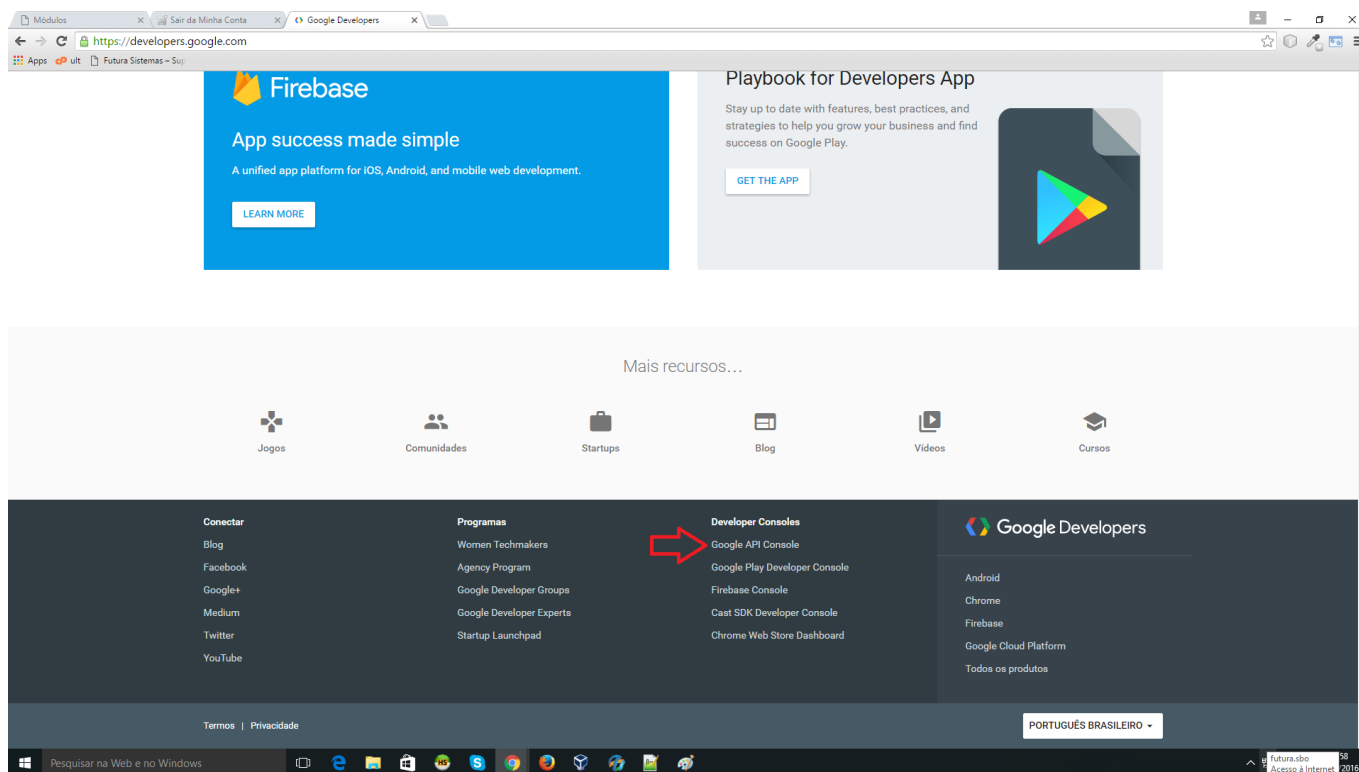 Módulos
Sair da Minha Conta
Google Developers
https://developers.google.com
Apps
ult
Futura Sistemas – Sup
Firebase
App success made simple
A unified app platform for iOS, Android, and mobile web development.
LEARN MORE
Playbook for Developers App
Stay up to date with features, best practices, and
strategies to help you grow your business and find
success on Google Play.
GET THE APP
Mais recursos...
Jogos
Comunidades
Startups
Blog
Vídeos
Cursos
Conectar
Blog
Facebook
Google+
Medium
Twitter
YouTube
Programas
Women Techmakers
Agency Program
Google Developer Groups
Google Developer Experts
Startup Launchpad
Developer Consoles
Google API Console
Google Play Developer Console
Firebase Console
Cast SDK Developer Console
Chrome Web Store Dashboard
Google Developers
Android
Chrome
Firebase
Google Cloud Platform
Todos os produtos
Termos | Privacidade
PORTUGUÊS BRASILEIRO
Pesquisar na Web e no Windows
HS
futura.sbo
Acesso à Internet
58
/2016